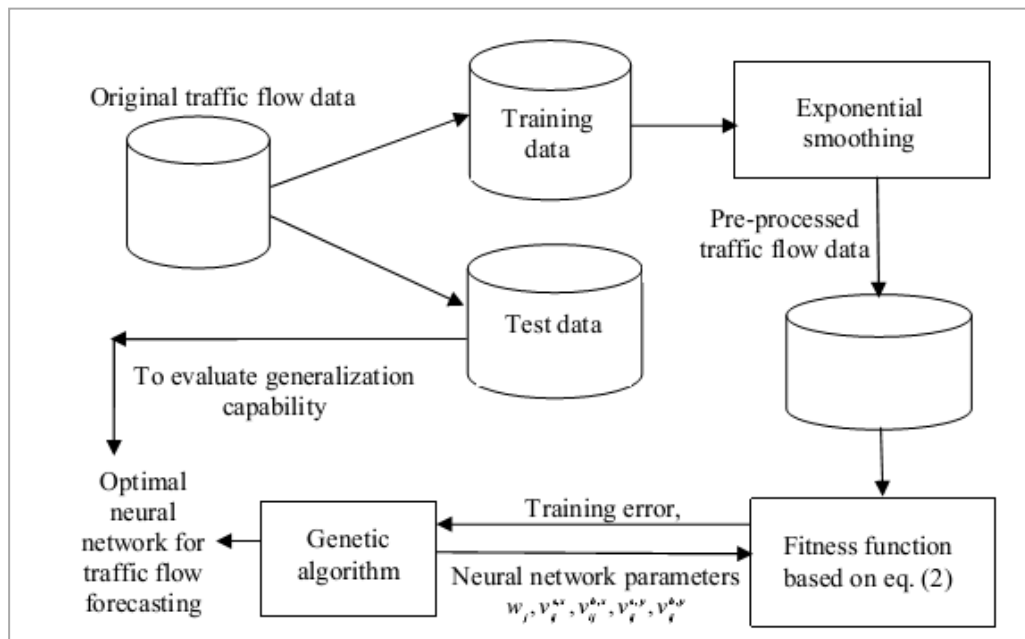 Original traffic flow data
Training
data
Exponential
smoothing
Pre-processed
traffic flow data
Test data
To evaluate generalization
capability
Optimal
neural
network for
traffic flow
forecasting
Genetic
algorithm
Training error,
Neural network parameters
Fitness function
based on eq. (2)